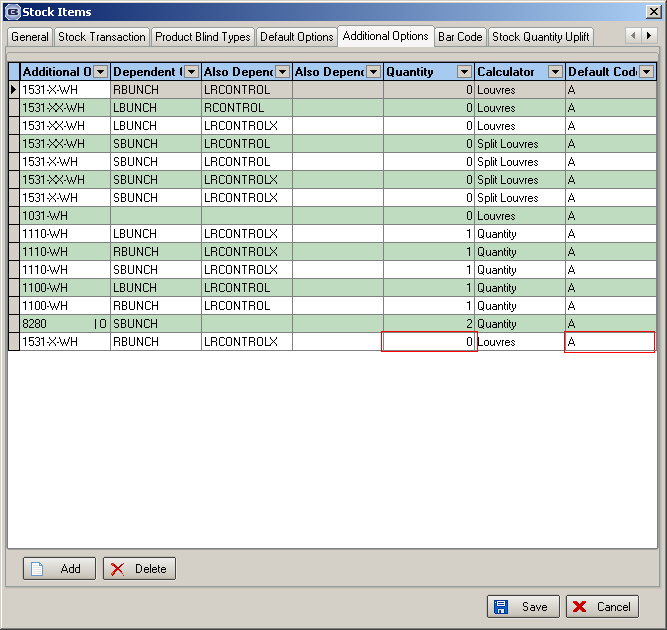 Stock Items
General Stock Transaction Product Blind Types Default Options Additional Options Bar Code Stock Quantity Uplift
Additional O Dependent ( Also Depend Also Depend Quantity Calculator Default Cod
1531-X-WH RBUNCH LRCONTROL 0 Louvres A
1531-XX-WH LBUNCH RCONTROL 0 Louvres A
1531-XX-WH LBUNCH LRCONTROLX 0 Louvres A
1531-XX-WH SBUNCH LRCONTROL 0 Split Louvres A
1531-X-WH SBUNCH LRCONTROL 0 Split Louvres A
1531-XX-WH SBUNCH LRCONTROLX 0 Split Louvres A
1531-X-WH SBUNCH LRCONTROLX 0 Split Louvres A
1031-WH 0 Louvres A
1110-WH LBUNCH LRCONTROLX 1 Quantity A
1110-WH RBUNCH LRCONTROLX 1 Quantity A
1110-WH SBUNCH LRCONTROLX 1 Quantity A
1100-WH LBUNCH LRCONTROL 1 Quantity A
1100-WH RBUNCH LRCONTROL 1 Quantity A
8280 |O SBUNCH 2 Quantity A
1531-X-WH RBUNCH LRCONTROLX 0 Louvres A
Add Delete
Save Cancel